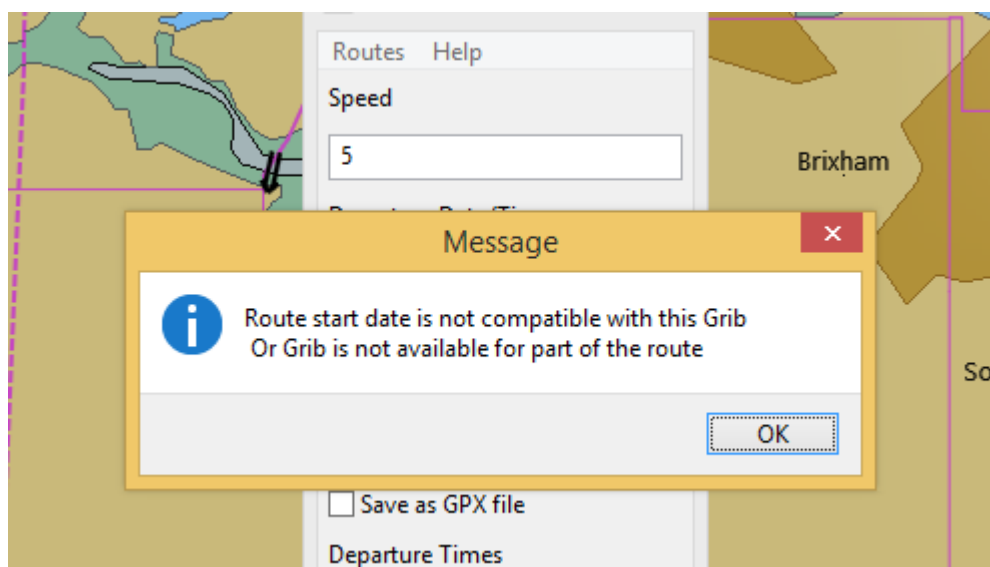 Routes Help
Speed
5
Brixham
Message
Route start date is not compatible with this Grib
Or Grib is not available for part of the route
So
OK
Save as GPX file
Departure Times